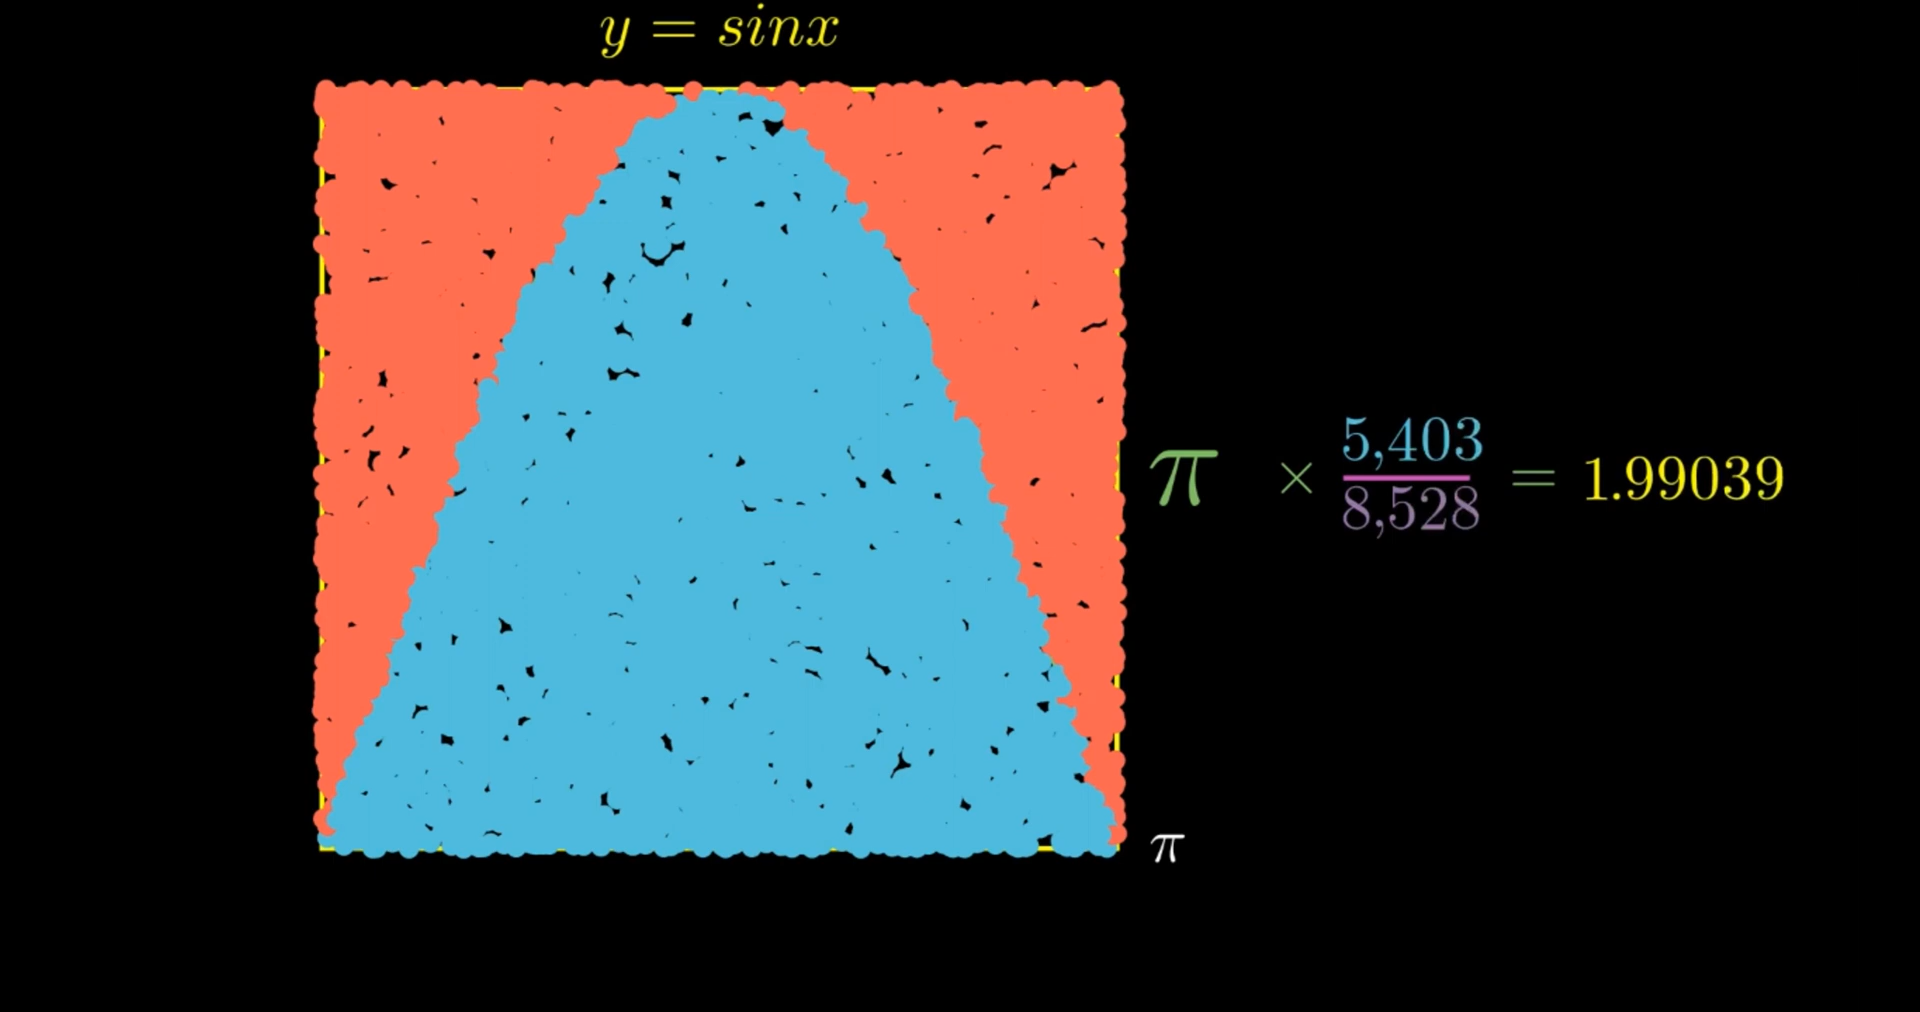 y = sinx
π × 5,403/8,528 = 1.99039
π